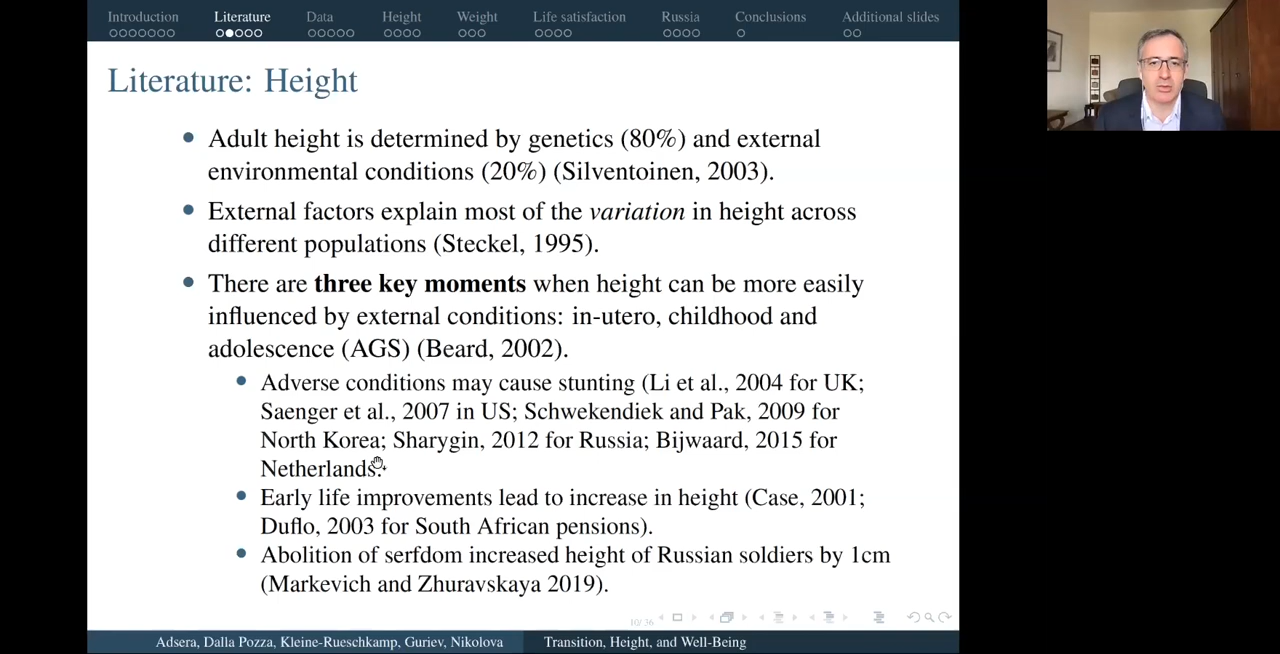 Introduction Literature Data Height Weight Life satisfaction Russia Conclusions Additional slides
Literature: Height
Adult height is determined by genetics (80%) and external
environmental conditions (20%) (Silventoinen, 2003).
External factors explain most of the variation in height across
different populations (Steckel, 1995).
There are three key moments when height can be more easily
influenced by external conditions: in-utero, childhood and
adolescence (AGS) (Beard, 2002).
Adverse conditions may cause stunting (Li et al., 2004 for UK;
Saenger et al., 2007 in US; Schwekendiek and Pak, 2009 for
North Korea; Sharygin, 2012 for Russia; Bijwaard, 2015 for
Netherlands.
Early life improvements lead to increase in height (Case, 2001;
Duflo, 2003 for South African pensions).
Abolition of serfdom increased height of Russian soldiers by 1cm
(Markevich and Zhuravskaya 2019).
10/36
Adsera, Dalla Pozza, Kleine-Rueschkamp, Guriev, Nikolova Transition, Height, and Well-Being